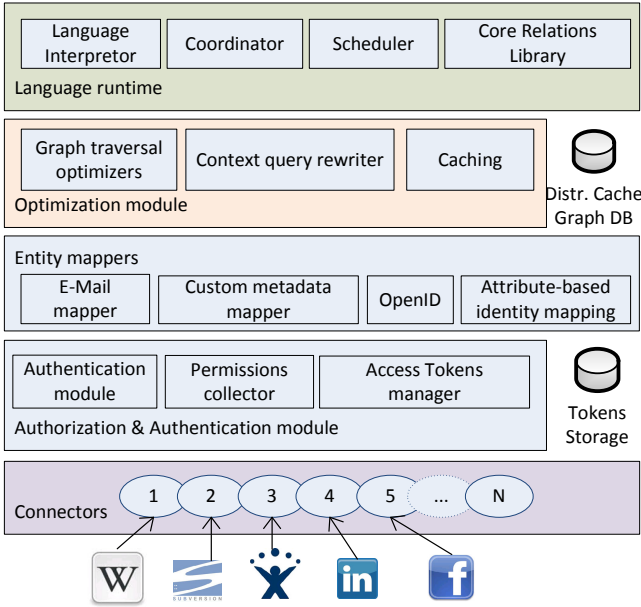 Language
Interpretor
Coordinator
Scheduler
Core Relations
Library
Language runtime
Graph traversal
optimizers
Context query rewriter
Caching
Optimization module
Distr. Cache
Graph DB
Entity mappers
E-Mail
mapper
Custom metadata
mapper
OpenID
Attribute-based
identity mapping
Authentication
module
Permissions
collector
Access Tokens
manager
Authorization & Authentication module
Tokens
Storage
Connectors
1
2
3
4
5
...
N
W
SUBVERSION
in
f